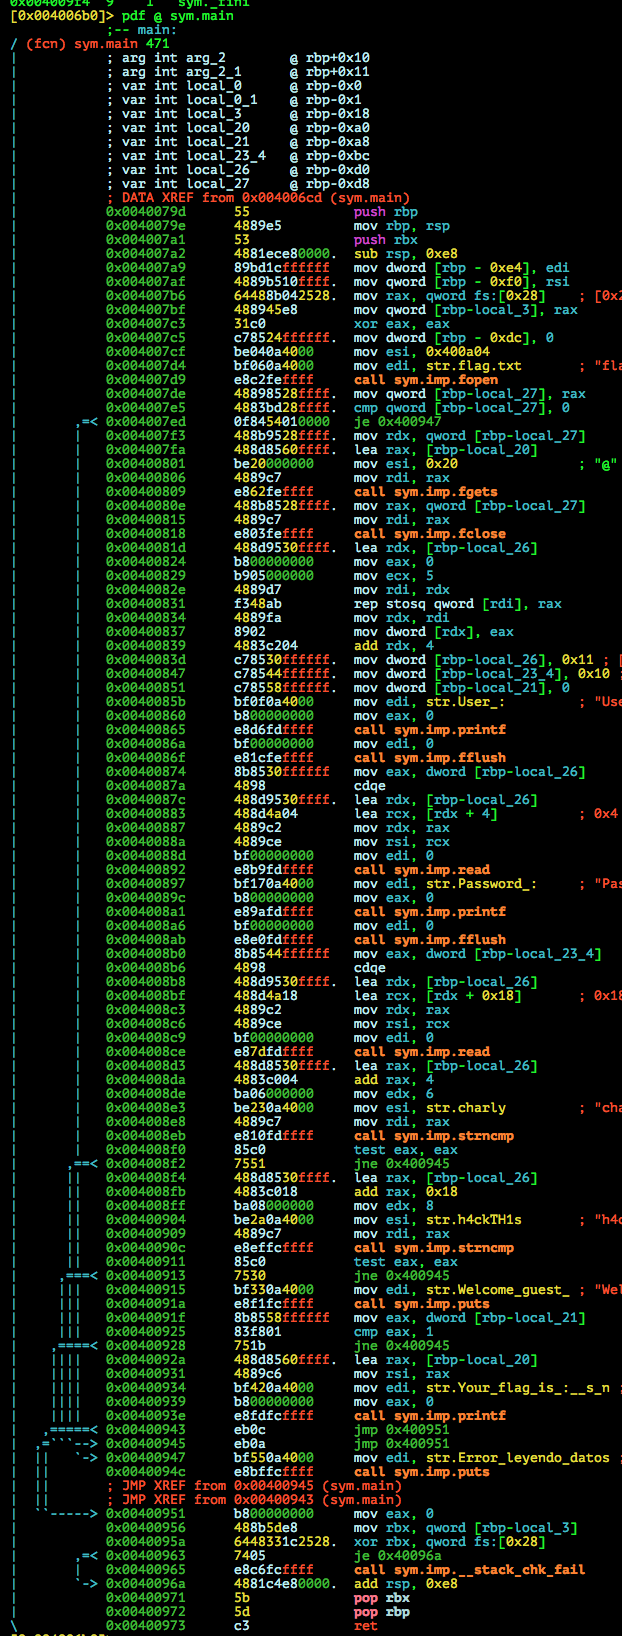 0x004009f4 9 1 sym._fini
[0x004006b0]> pdf @ sym.main
;-- main:
/ (fcn) sym.main 471
| ; arg int arg_2 @ rbp+0x10
| ; arg int arg_2_1 @ rbp+0x11
| ; var int local_0 @ rbp-0x0
| ; var int local_0_1 @ rbp-0x1
| ; var int local_3 @ rbp-0x18
| ; var int local_20 @ rbp-0xa0
| ; var int local_21 @ rbp-0xa8
| ; var int local_23_4 @ rbp-0xbc
| ; var int local_26 @ rbp-0xd0
| ; var int local_27 @ rbp-0xd8
| ; DATA XREF from 0x004006cd (sym.main)
| 0x0040079d 55 push rbp
| 0x0040079e 4889e5 mov rbp, rsp
| 0x004007a1 53 push rbx
| 0x004007a2 4881ece80000. sub rsp, 0xe8
| 0x004007a9 89bd1cffffff mov dword [rbp - 0xe4], edi
| 0x004007af 4889b510ffff. mov qword [rbp - 0xf0], rsi
| 0x004007b6 64488b042528. mov rax, qword fs:[0x28] ; [0x2
| 0x004007bf 488945e8 mov qword [rbp-local_3], rax
| 0x004007c3 31c0 xor eax, eax
| 0x004007c5 c78524ffffff. mov dword [rbp - 0xdc], 0
| 0x004007cf be040a4000 mov esi, 0x400a04
| 0x004007d4 bf060a4000 mov edi, str.flag.txt ; "fla
| 0x004007d9 e8c2feffff call sym.imp.fopen
| 0x004007de 48898528ffff. mov qword [rbp-local_27], rax
| 0x004007e5 4883bd28ffff. cmp qword [rbp-local_27], 0
| ,=< 0x004007ed 0f8454010000 je 0x400947
| | 0x004007f3 488b9528ffff. mov rdx, qword [rbp-local_27]
| | 0x004007fa 488d8560ffff. lea rax, [rbp-local_20]
| | 0x00400801 be20000000 mov esi, 0x20 ; "@"
| | 0x00400806 4889c7 mov rdi, rax
| | 0x00400809 e862feffff call sym.imp.fgets
| | 0x0040080e 488b8528ffff. mov rax, qword [rbp-local_27]
| | 0x00400815 4889c7 mov rdi, rax
| | 0x00400818 e803feffff call sym.imp.fclose
| | 0x0040081d 488d9530ffff. lea rdx, [rbp-local_26]
| | 0x00400824 b800000000 mov eax, 0
| | 0x00400829 b905000000 mov ecx, 5
| | 0x0040082e 4889d7 mov rdi, rdx
| | 0x00400831 f348ab rep stosq qword [rdi], rax
| | 0x00400834 4889fa mov rdx, rdi
| | 0x00400837 8902 mov dword [rdx], eax
| | 0x00400839 4883c204 add rdx, 4
| | 0x0040083d c78530ffffff. mov dword [rbp-local_26], 0x11 ; [
| | 0x00400847 c78544ffffff. mov dword [rbp-local_23_4], 0x10 ;
| | 0x00400851 c78558ffffff. mov dword [rbp-local_21], 0
| | 0x0040085b bf0f0a4000 mov edi, str.User_: ; "Use
| | 0x00400860 b800000000 mov eax, 0
| | 0x00400865 e8d6fdffff call sym.imp.printf
| | 0x0040086a bf00000000 mov edi, 0
| | 0x0040086f e81cfeffff call sym.imp.fflush
| | 0x00400874 8b8530ffffff mov eax, dword [rbp-local_26]
| | 0x0040087a 4898 cdqe
| | 0x0040087c 488d9530ffff. lea rdx, [rbp-local_26]
| | 0x00400883 488d4a04 lea rcx, [rdx + 4] ; 0x4
| | 0x00400887 4889c2 mov rdx, rax
| | 0x0040088a 4889ce mov rsi, rcx
| | 0x0040088d bf00000000 mov edi, 0
| | 0x00400892 e8b9fdffff call sym.imp.read
| | 0x00400897 bf170a4000 mov edi, str.Password_: ; "Pas
| | 0x0040089c b800000000 mov eax, 0
| | 0x004008a1 e89afdffff call sym.imp.printf
| | 0x004008a6 bf00000000 mov edi, 0
| | 0x004008ab e8e0fdffff call sym.imp.fflush
| | 0x004008b0 8b8544ffffff mov eax, dword [rbp-local_23_4]
| | 0x004008b6 4898 cdqe
| | 0x004008b8 488d9530ffff. lea rdx, [rbp-local_26]
| | 0x004008bf 488d4a18 lea rcx, [rdx + 0x18] ; 0x18
| | 0x004008c3 4889c2 mov rdx, rax
| | 0x004008c6 4889ce mov rsi, rcx
| | 0x004008c9 bf00000000 mov edi, 0
| | 0x004008ce e87dfdffff call sym.imp.read
| | 0x004008d3 488d8530ffff. lea rax, [rbp-local_26]
| | 0x004008da 4883c004 add rax, 4
| | 0x004008de ba06000000 mov edx, 6
| | 0x004008e3 be230a4000 mov esi, str.charly ; "cha
| | 0x004008e8 4889c7 mov rdi, rax
| | 0x004008eb e810fdffff call sym.imp.strncmp
| | 0x004008f0 85c0 test eax, eax
| ,==< 0x004008f2 7551 jne 0x400945
| || 0x004008f4 488d8530ffff. lea rax, [rbp-local_26]
| || 0x004008fb 4883c018 add rax, 0x18
| || 0x004008ff ba08000000 mov edx, 8
| || 0x00400904 be2a0a4000 mov esi, str.h4ckTH1s ; "h4c
| || 0x00400909 4889c7 mov rdi, rax
| || 0x0040090c e8effcffff call sym.imp.strncmp
| || 0x00400911 85c0 test eax, eax
| ,===< 0x00400913 7530 jne 0x400945
| ||| 0x00400915 bf330a4000 mov edi, str.Welcome_guest_ ; "Wel
| ||| 0x0040091a e8f1fcffff call sym.imp.puts
| ||| 0x0040091f 8b8558ffffff mov eax, dword [rbp-local_21]
| ||| 0x00400925 83f801 cmp eax, 1
| ,====< 0x00400928 751b jne 0x400945
| |||| 0x0040092a 488d8560ffff. lea rax, [rbp-local_20]
| |||| 0x00400931 4889c6 mov rsi, rax
| |||| 0x00400934 bf420a4000 mov edi, str.Your_flag_is_:__s_n ;
| |||| 0x00400939 b800000000 mov eax, 0
| |||| 0x0040093e e8fdfcffff call sym.imp.printf
| ,=====< 0x00400943 eb0c jmp 0x400951
| ,=```--> 0x00400945 eb0a jmp 0x400951
| || `-> 0x00400947 bf550a4000 mov edi, str.Error_leyendo_datos ;
| || 0x0040094c e8bffcffff call sym.imp.puts
| || ; JMP XREF from 0x00400945 (sym.main)
| || ; JMP XREF from 0x00400943 (sym.main)
| ``-----> 0x00400951 b800000000 mov eax, 0
| 0x00400956 488b5de8 mov rbx, qword [rbp-local_3]
| 0x0040095a 6448331c2528. xor rbx, qword fs:[0x28]
| ,=< 0x00400963 7405 je 0x40096a
| | 0x00400965 e8c6fcffff call sym.imp.__stack_chk_fail
| `-> 0x0040096a 4881c4e80000. add rsp, 0xe8
| 0x00400971 5b pop rbx
| 0x00400972 5d pop rbp
\ 0x00400973 c3 ret